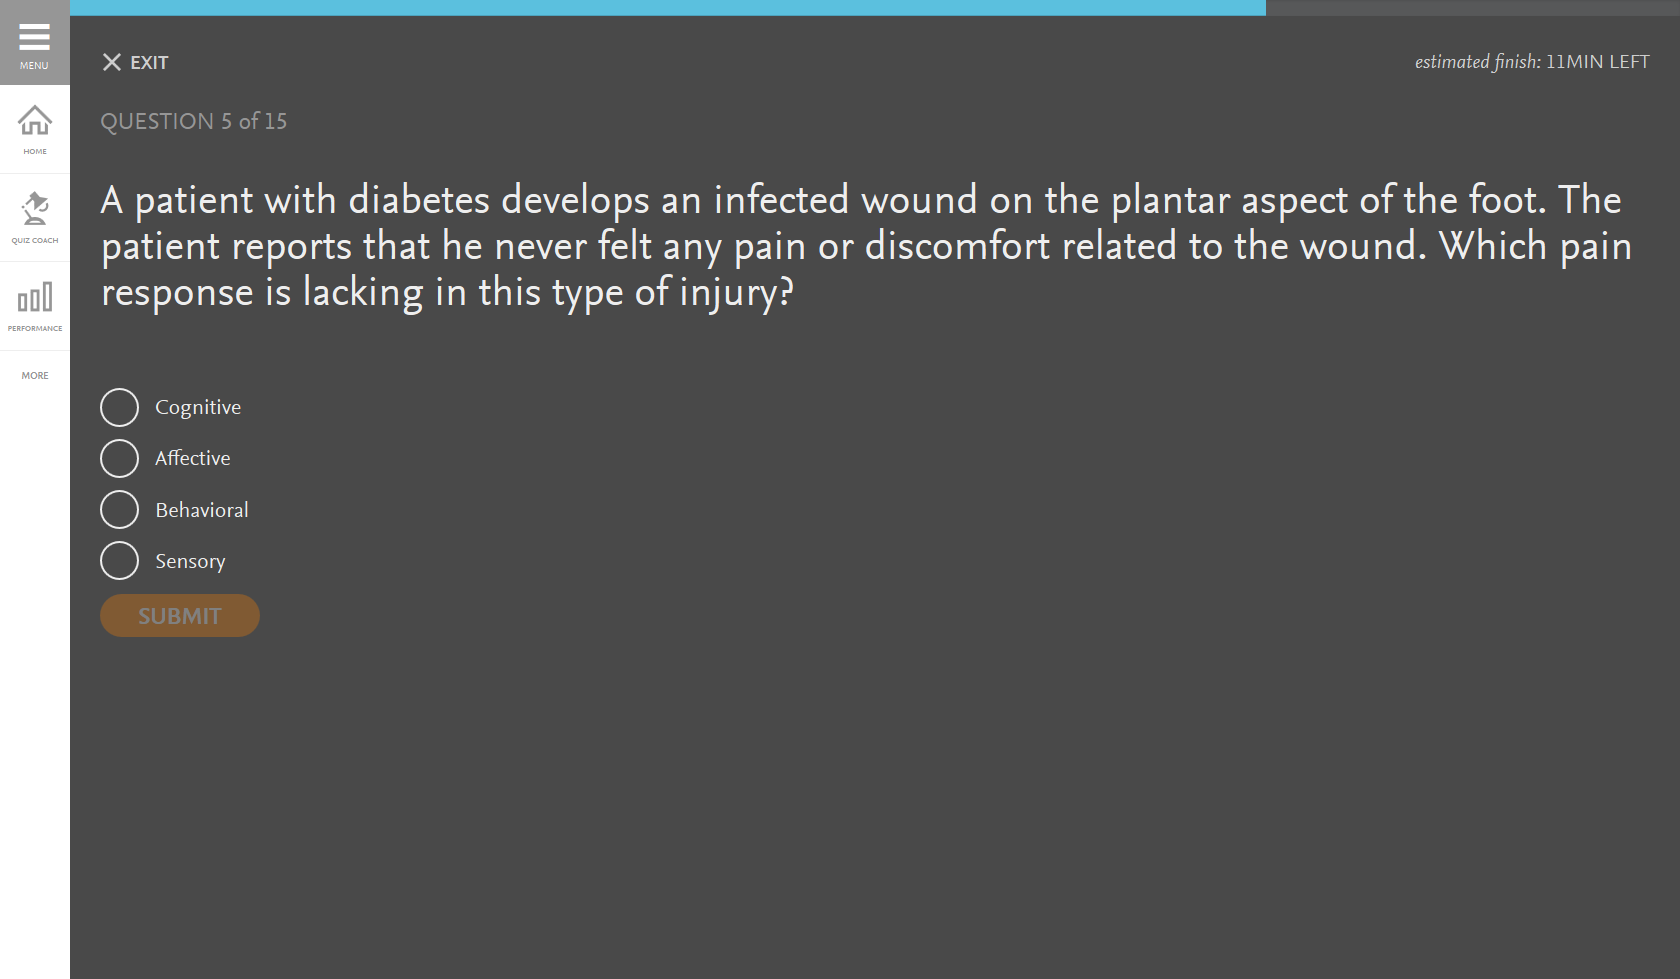 MENU
HOME
QUIZ COACH
PERFORMANCE
MORE
EXIT
estimated finish: 11MIN LEFT
QUESTION 5 of 15
A patient with diabetes develops an infected wound on the plantar aspect of the foot. The
patient reports that he never felt any pain or discomfort related to the wound. Which pain
response is lacking in this type of injury?
Cognitive
Affective
Behavioral
Sensory
SUBMIT